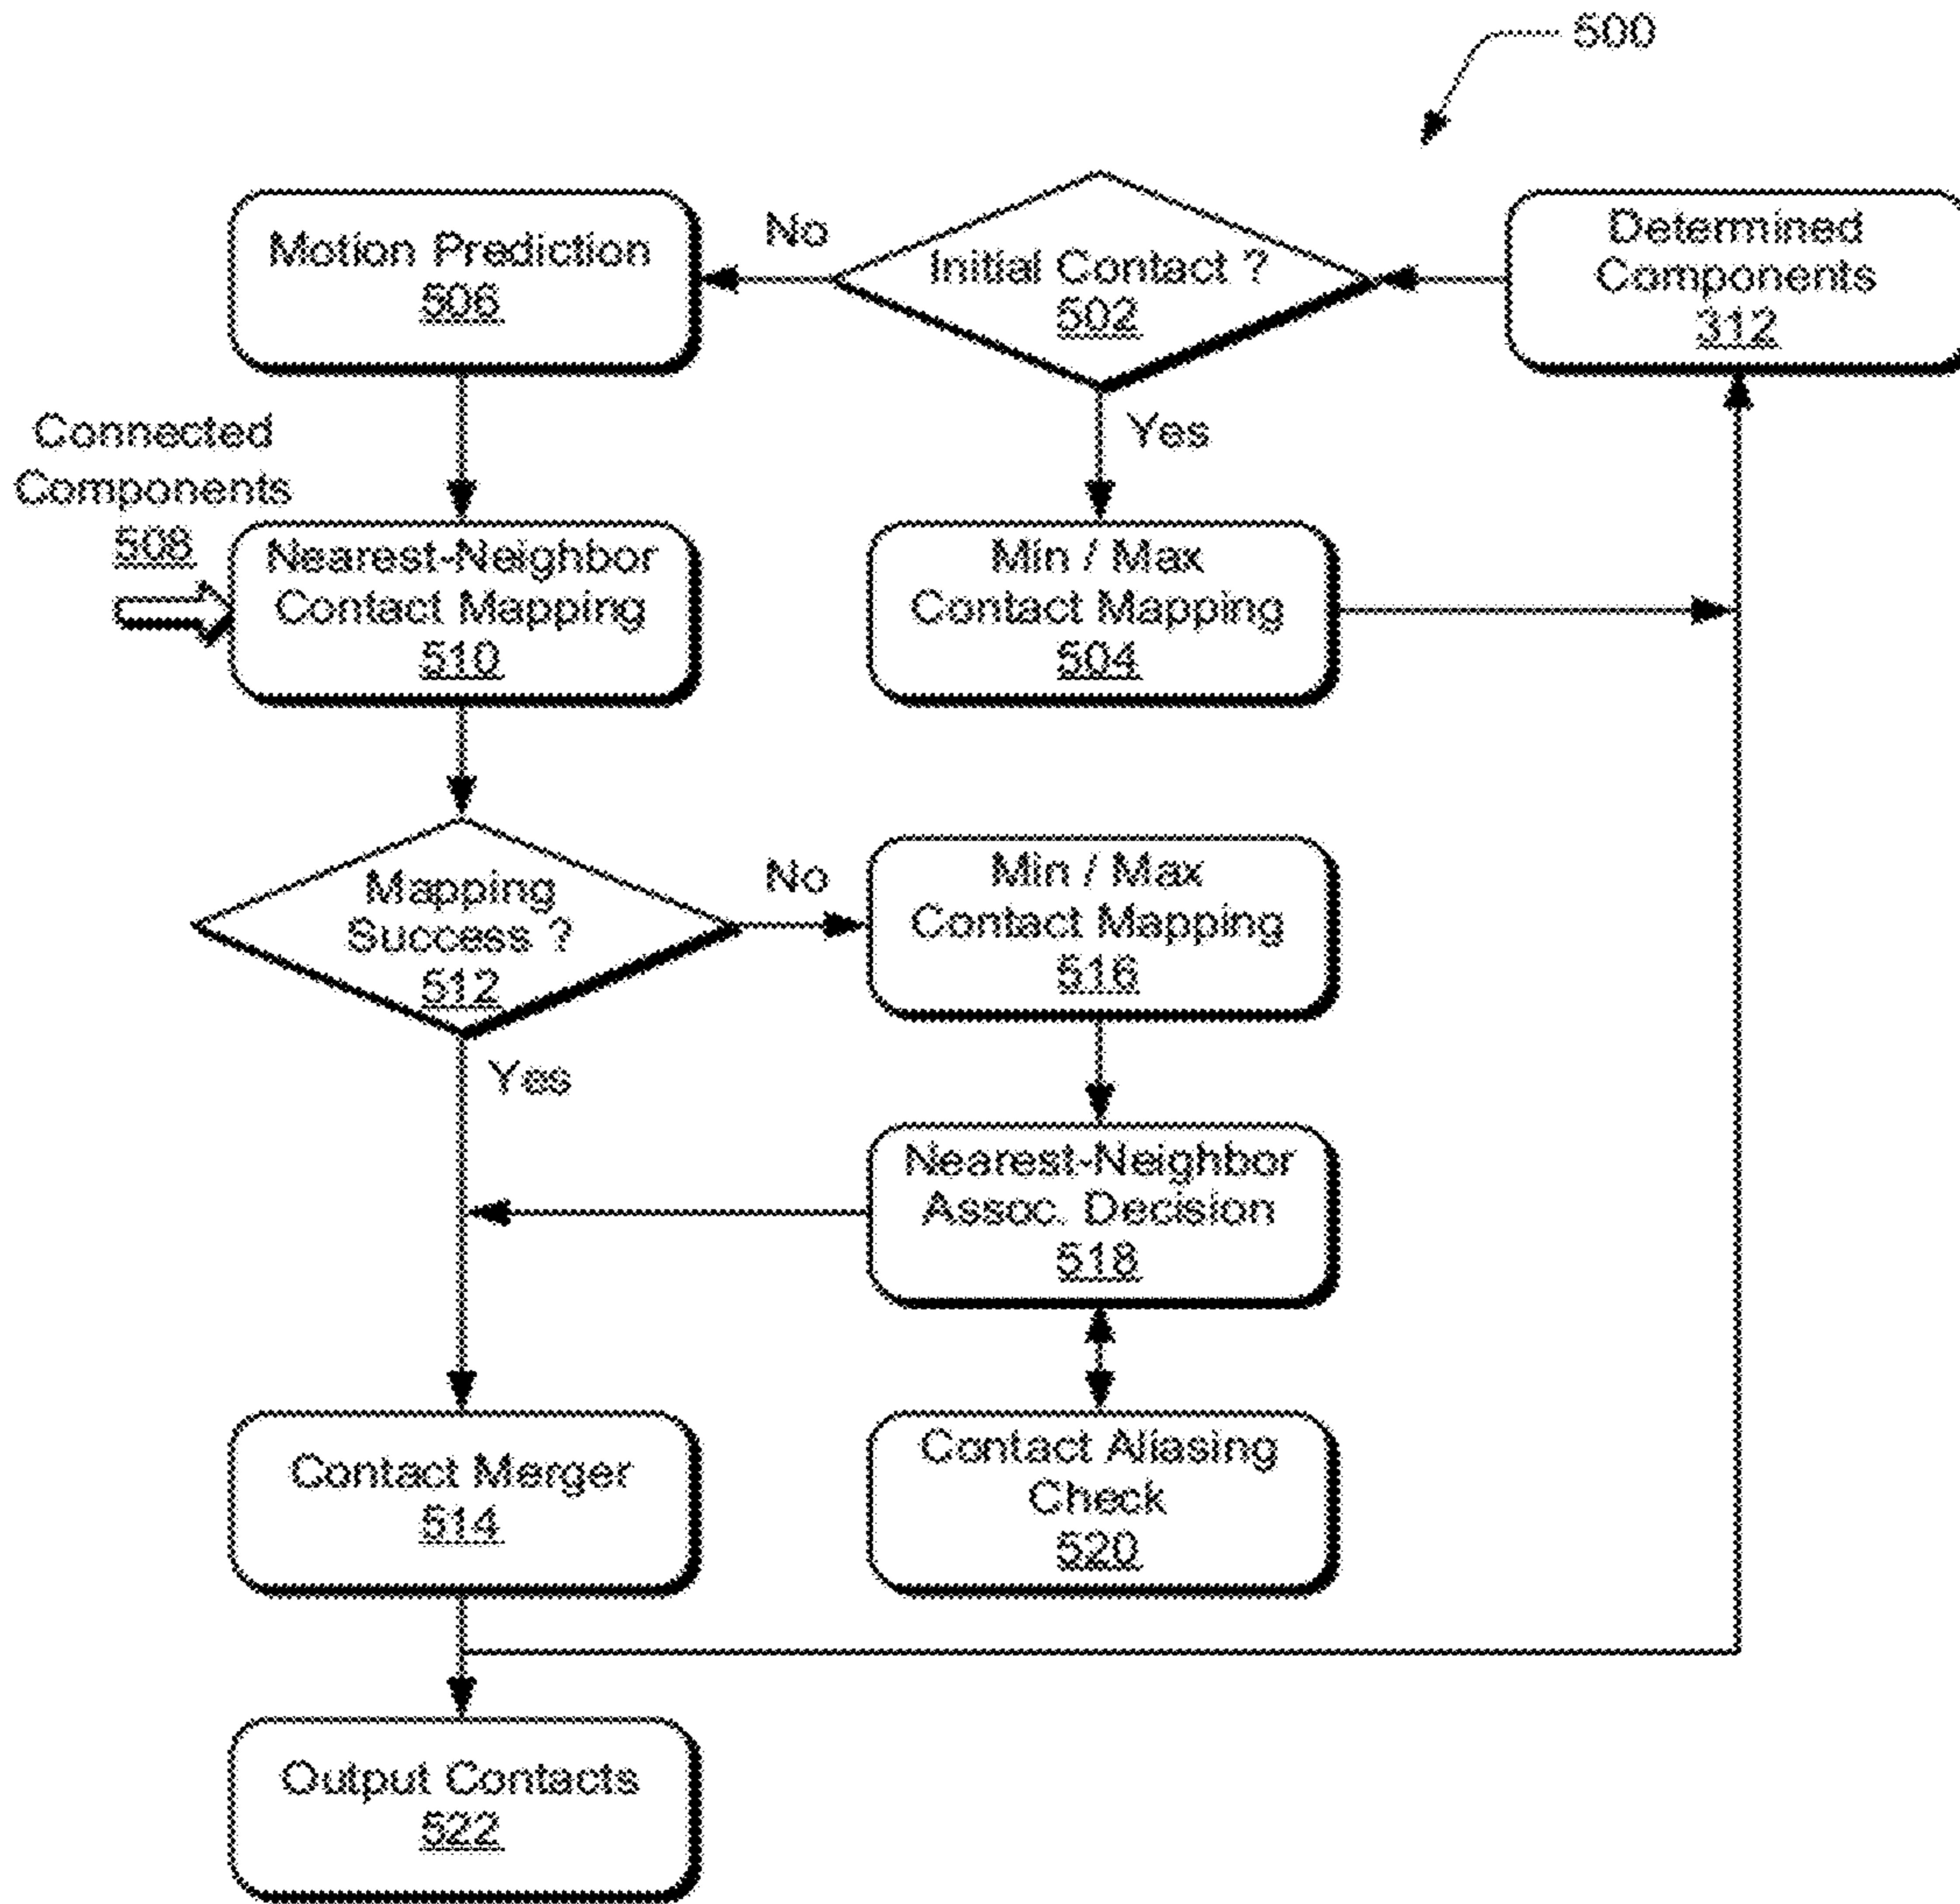 500
Motion Prediction
506
No
Initial Contact ?
502
Determined
Components
312
Yes
Connected
Components
508
Nearest-Neighbor
Contact Mapping
510
Min / Max
Contact Mapping
504
Mapping
Success ?
512
No
Min / Max
Contact Mapping
516
Yes
Nearest-Neighbor
Assoc. Decision
518
Contact Merger
514
Contact Aliasing
Check
520
Output Contacts
522